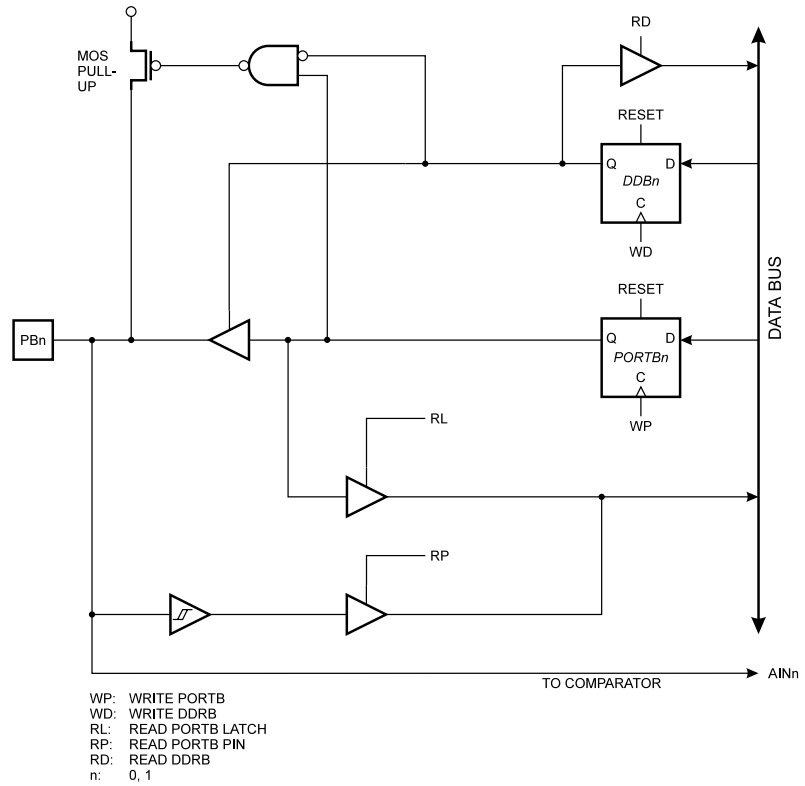 RD
MOS
PULL-
UP
RESET
Q D
DDBn
C
WD
DATA BUS
RESET
PBn
Q D
PORTBn
C
WP
RL
RP
TO COMPARATOR
AINn
WP: WRITE PORTB
WD: WRITE DDRB
RL: READ PORTB LATCH
RP: READ PORTB PIN
RD: READ DDRB
n: 0, 1